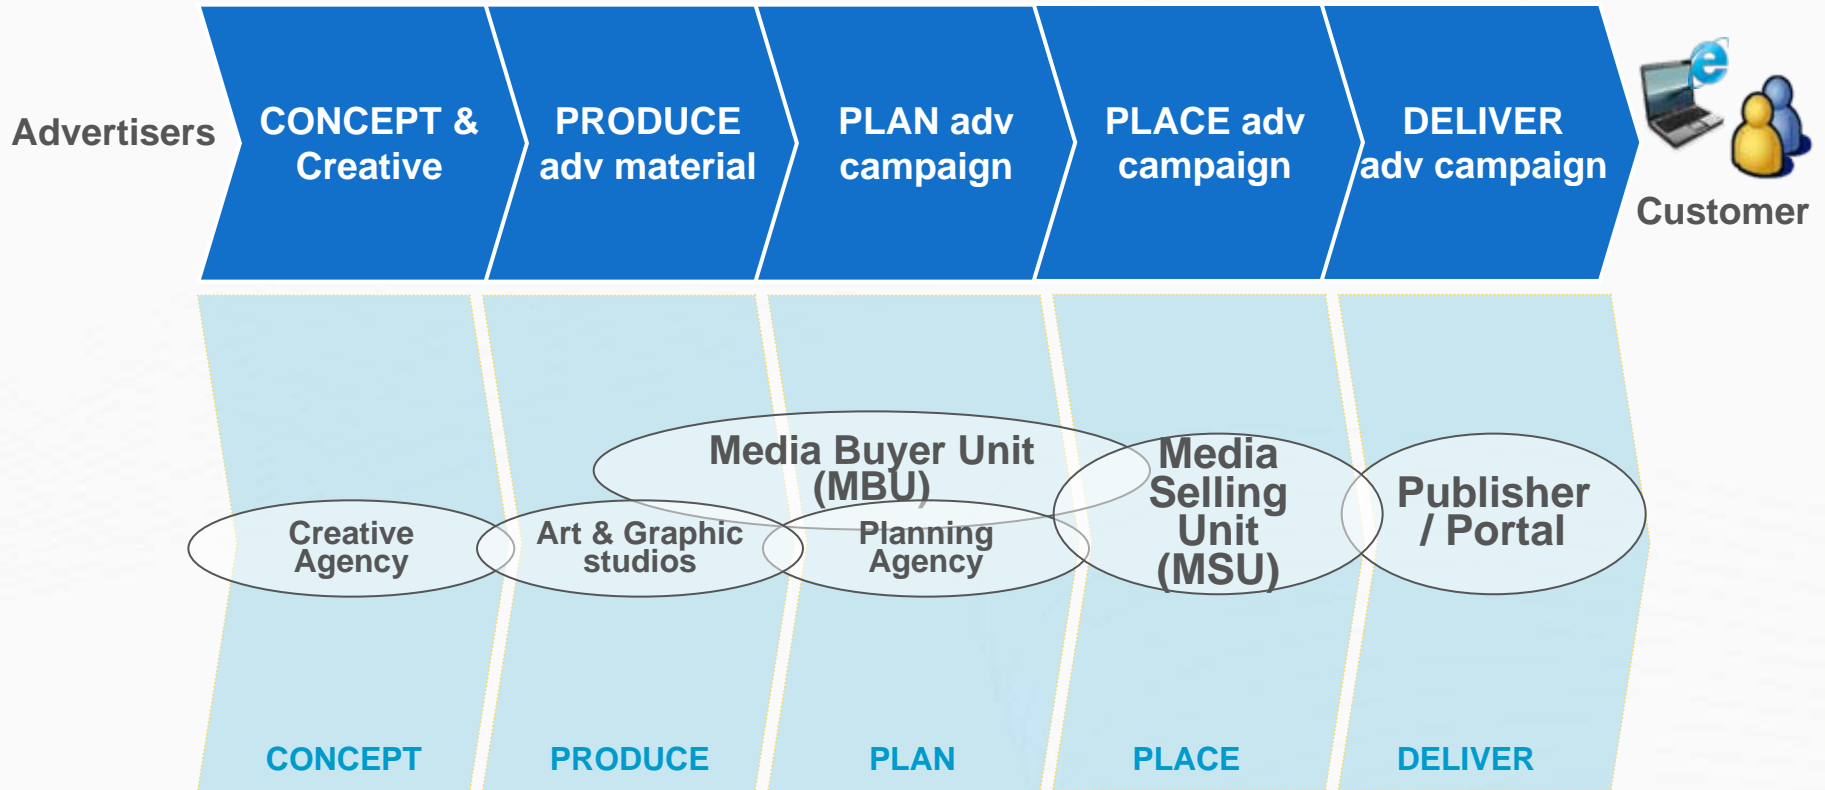 Advertisers
CONCEPT &
Creative
PRODUCE
adv material
PLAN adv
campaign
PLACE adv
campaign
DELIVER
adv campaign
Customer
Media Buyer Unit
(MBU)
Media
Selling
Unit
(MSU)
Publisher
/ Portal
Creative
Agency
Art & Graphic
studios
Planning
Agency
CONCEPT
PRODUCE
PLAN
PLACE
DELIVER